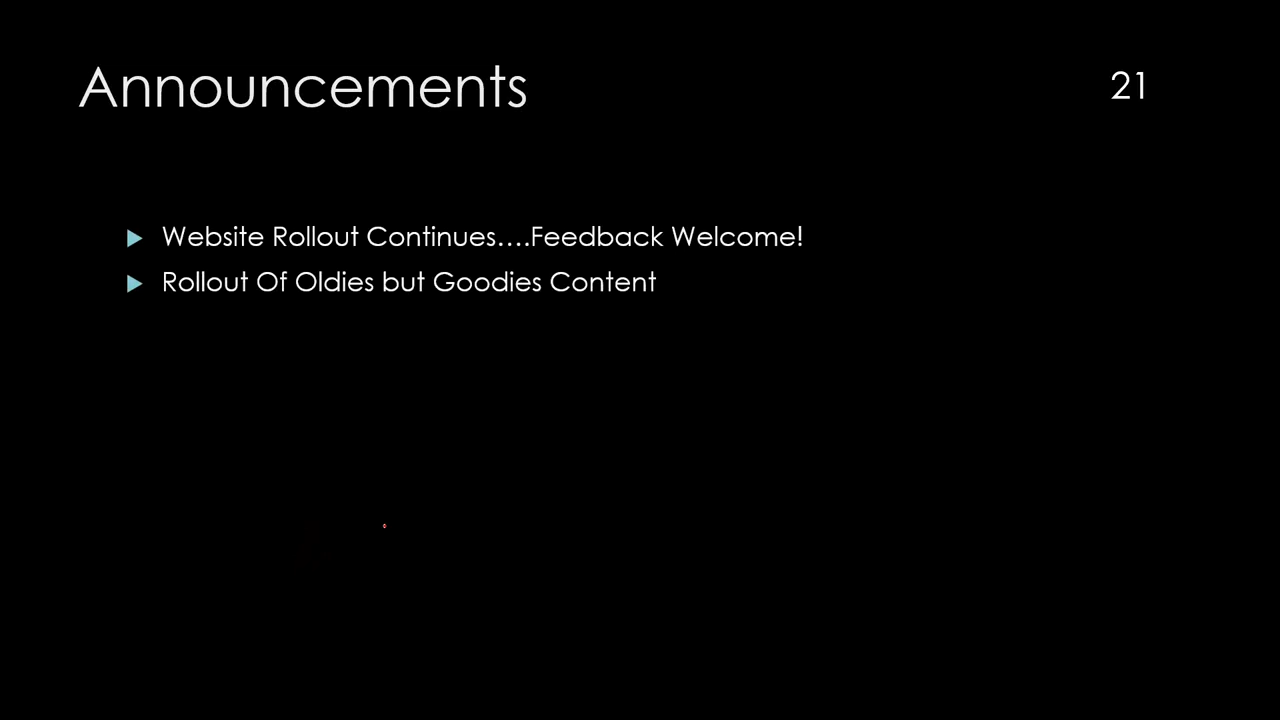 Announcements
21
Website Rollout Continues....Feedback Welcome!
Rollout Of Oldies but Goodies Content